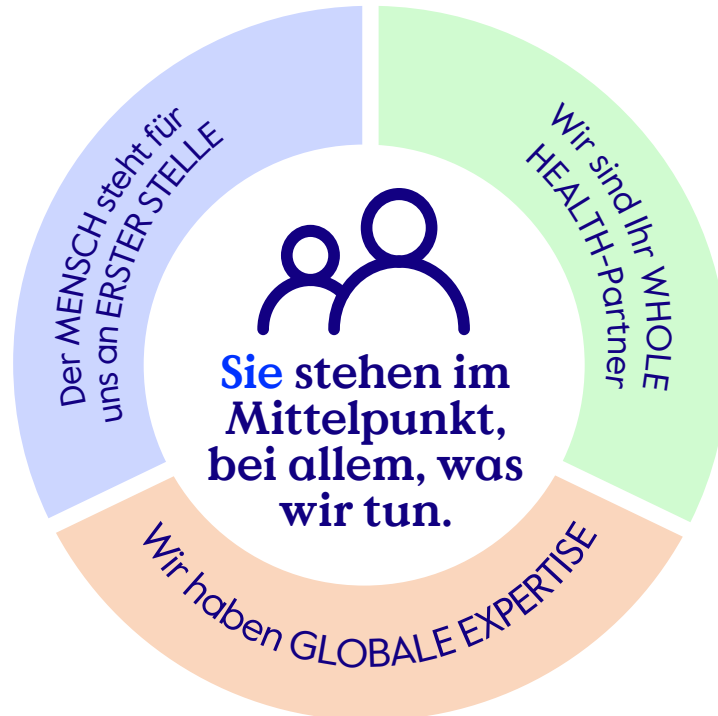 Der MENSCH steht für
uns an ERSTER STELLE
Wir sind Ihr WHOLE
HEALTH-Partner
Sie stehen im
Mittelpunkt,
bei allem, was
wir tun.
Wir haben GLOBALE EXPERTISE